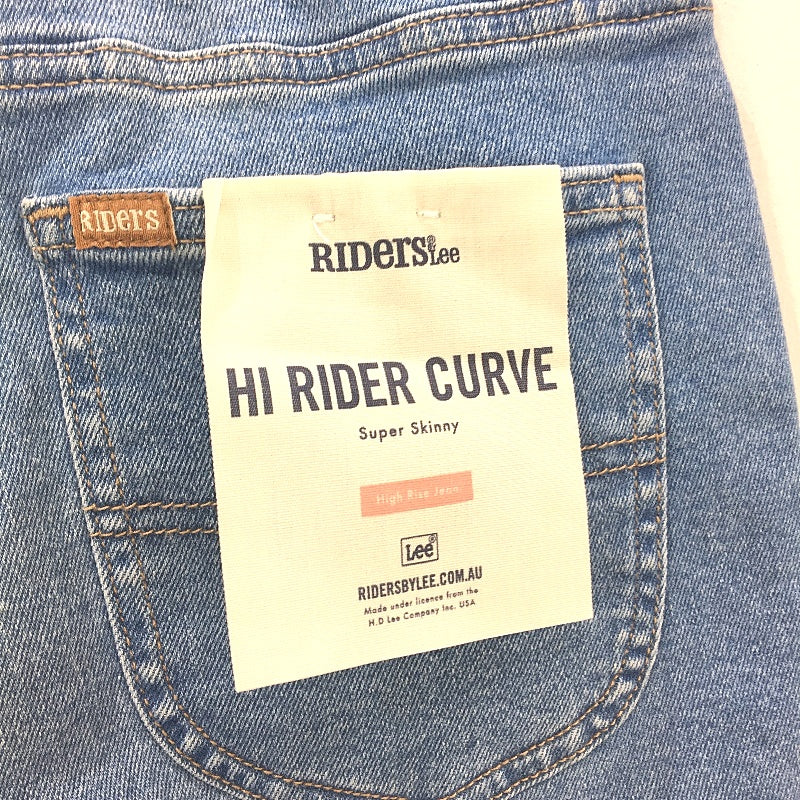 RIDers
RIDers® by Lee
HI RIDER CURVE
Super Skinny
High Rise Jean
Lee®
RIDERSBYLEE.COM.AU
Made under licence from the
H.D Lee Company Inc. USA